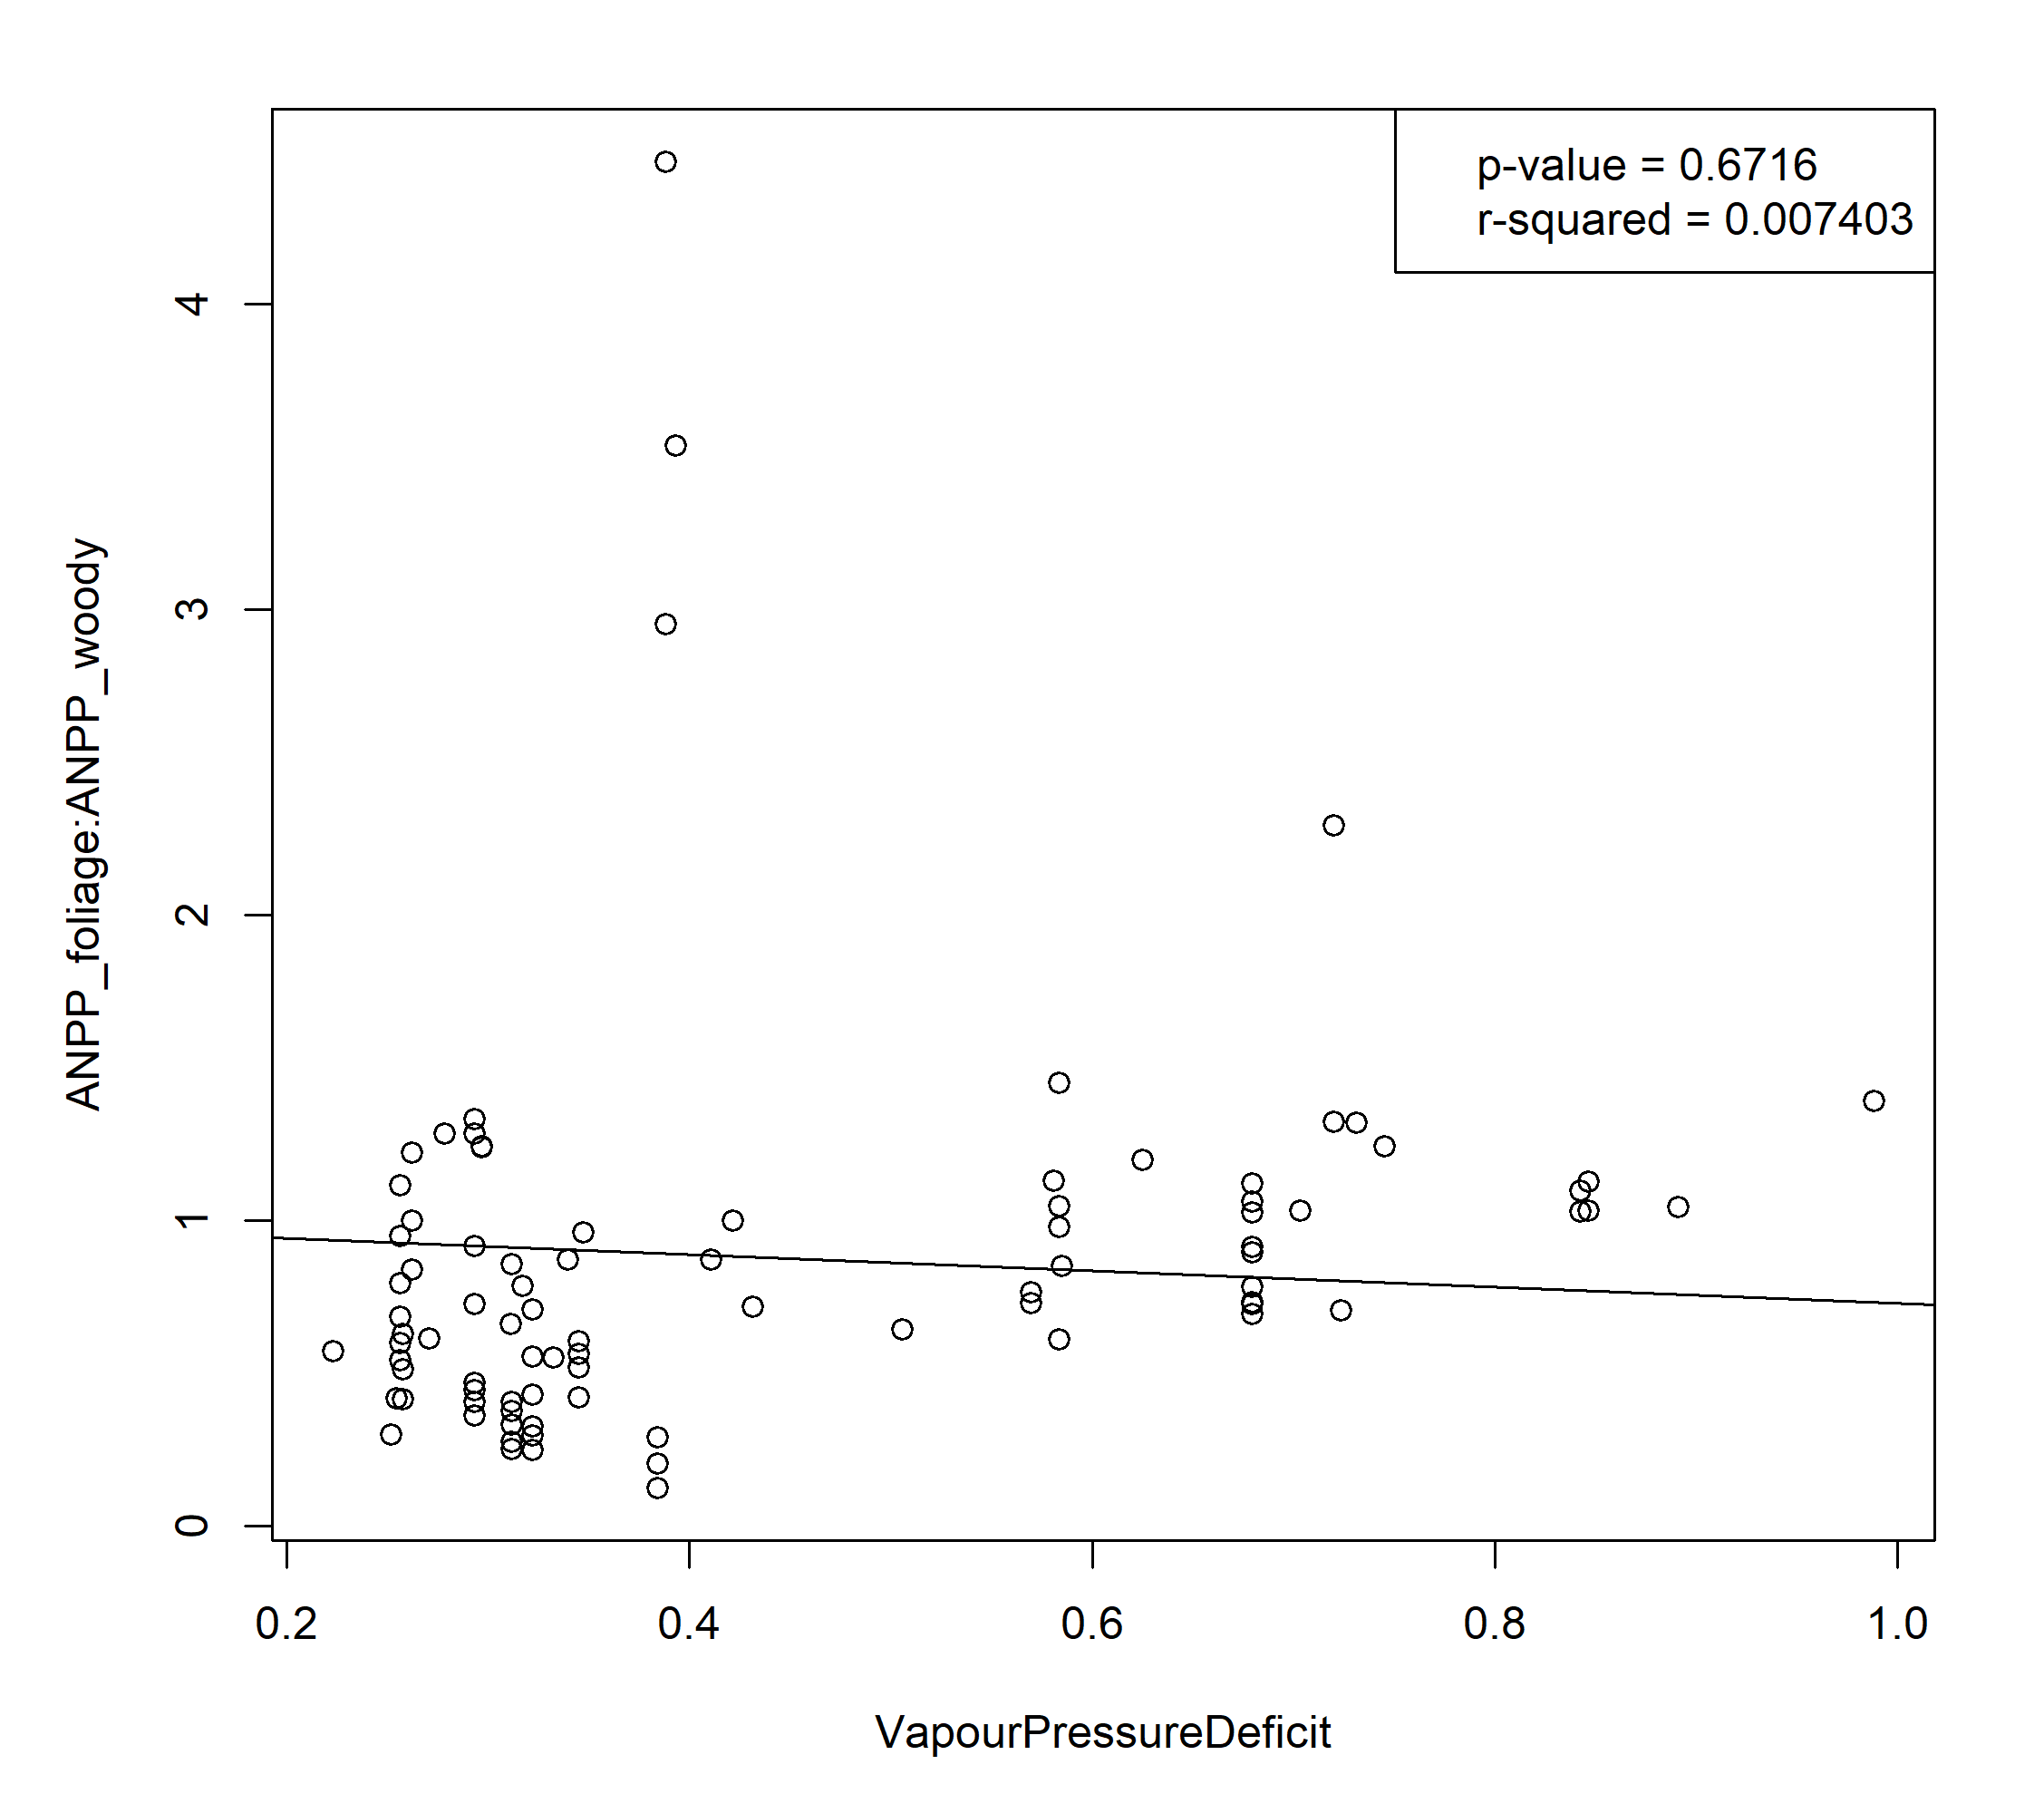 p-value = 0.6716
r-squared = 0.007403
ANPP_foliage:ANPP_woody
4
3
2
1
0
0.2 0.4 0.6 0.8 1.0
VapourPressureDeficit